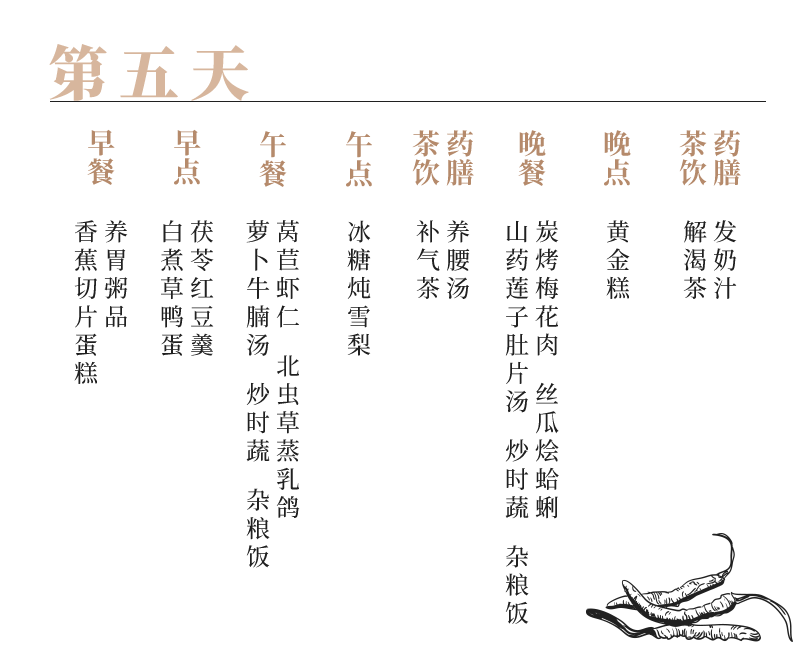 第五天
早餐
养胃粥品
香蕉切片蛋糕
早点
茯苓红豆羹
白煮草鸭蛋
午餐
莴苣虾仁 北虫草蒸乳鸽
萝卜牛腩汤 炒时蔬 杂粮饭
午点
冰糖炖雪梨
药膳
茶饮
养腰汤
补气茶
晚餐
炭烤梅花肉 丝瓜烩蛤蜊
山药莲子肚片汤 炒时蔬 杂粮饭
晚点
黄金糕
药膳
茶饮
发奶汁
解渴茶